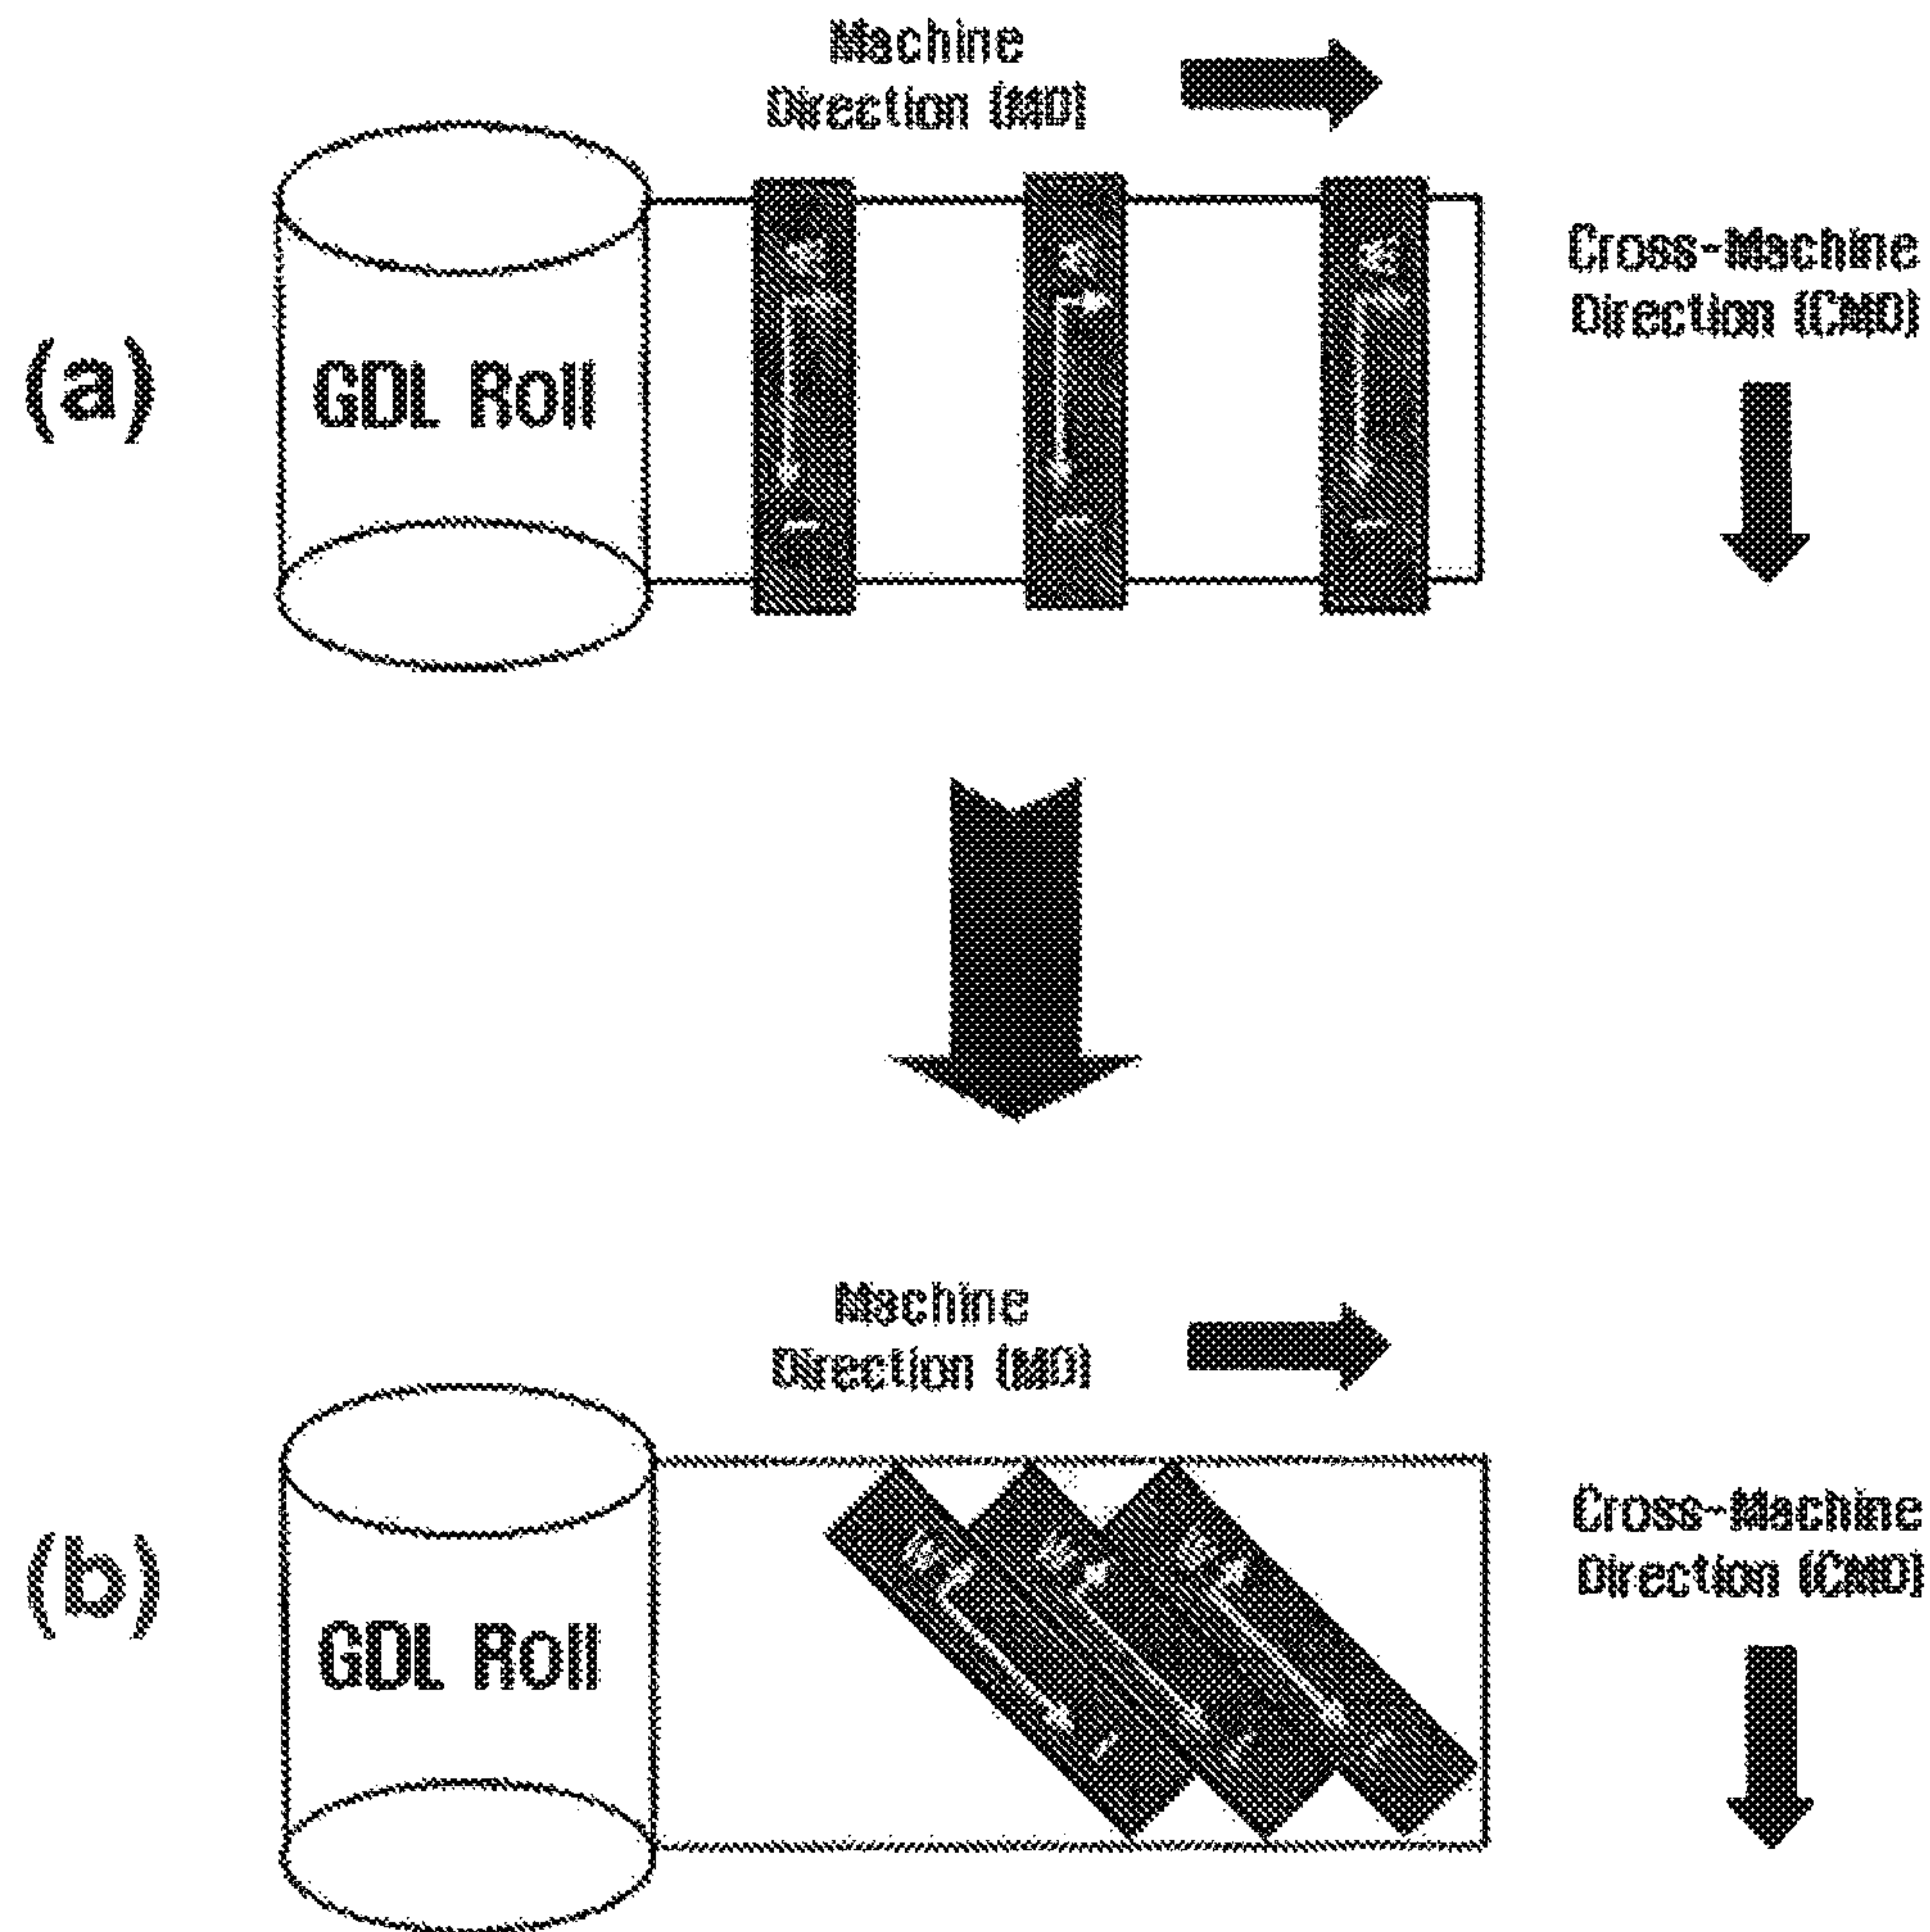 Machine
Direction (MD)
Cross-Machine
Direction (CMD)
(a)
GDL Roll
Machine
Direction (MD)
Cross-Machine
Direction (CMD)
(b)
GDL Roll